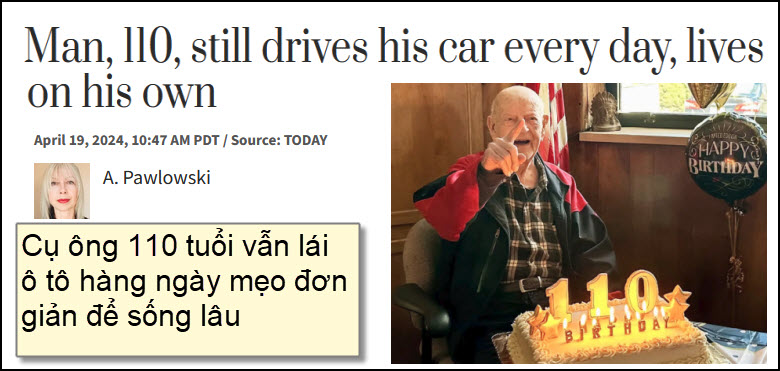 Man, 110, still drives his car every day, lives
on his own
April 19, 2024, 10:47 AM PDT / Source: TODAY
A. Pawlowski
Cụ ông 110 tuổi vẫn lái
ô tô hàng ngày mẹo đơn
giản để sống lâu
HAPPY
BIRTHDAY
110
BIRTHDAY